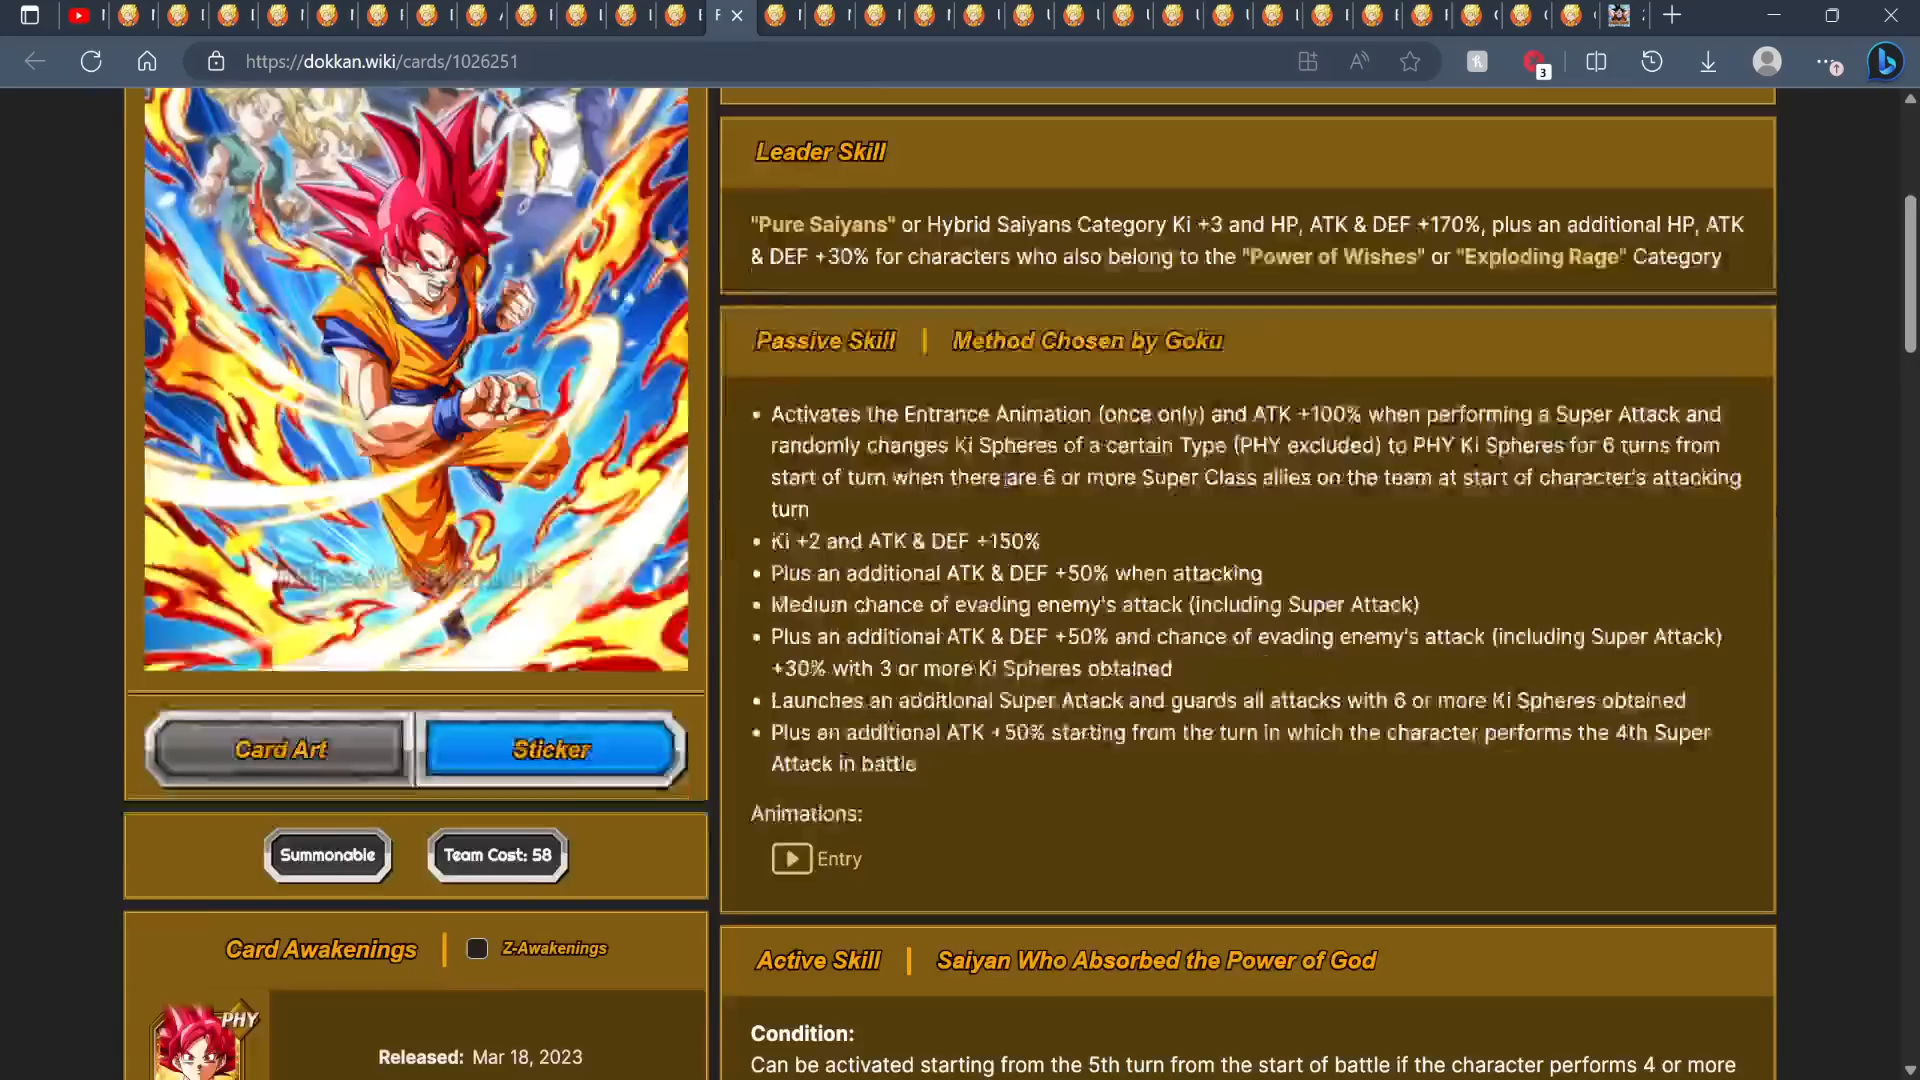 https://dokkan.wiki/cards/1026251
3
Leader Skill
"Pure Saiyans" or Hybrid Saiyans Category Ki +3 and HP, ATK & DEF +170%, plus an additional HP, ATK
& DEF +30% for characters who also belong to the "Power of Wishes" or "Exploding Rage" Category
Passive Skill | Method Chosen by Goku
• Activates the Entrance Animation (once only) and ATK +100% when performing a Super Attack and
randomly changes Ki Spheres of a certain Type (PHY excluded) to PHY Ki Spheres for 6 turns from
start of turn when there are 6 or more Super Class allies on the team at start of character's attacking
turn
• Ki +2 and ATK & DEF +150%
• Plus an additional ATK & DEF +50% when attacking
• Medium chance of evading enemy's attack (including Super Attack)
• Plus an additional ATK & DEF +50% and chance of evading enemy's attack (including Super Attack)
+30% with 3 or more Ki Spheres obtained
• Launches an additional Super Attack and guards all attacks with 6 or more Ki Spheres obtained
• Plus an additional ATK +50% starting from the turn in which the character performs the 4th Super
Attack in battle
Animations:
Entry
Card Art
Sticker
Summonable
Team Cost: 58
Card Awakenings | Z-Awakenings
PHY
Released: Mar 18, 2023
Active Skill | Saiyan Who Absorbed the Power of God
Condition:
Can be activated starting from the 5th turn from the start of battle if the character performs 4 or more